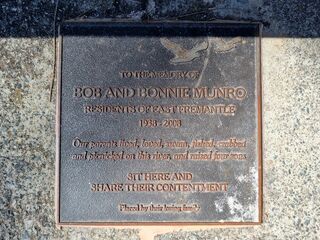 TO THE MEMORY OF
BOB AND BONNIE MUNRO
RESIDENTS OF EAST FREMANTLE
1938 - 2008
Our parents lived, loved, swam, fished, crabbed
and picnicked on this river, and raised four sons
SIT HERE AND
SHARE THEIR CONTENTMENT
Placed by their loving family